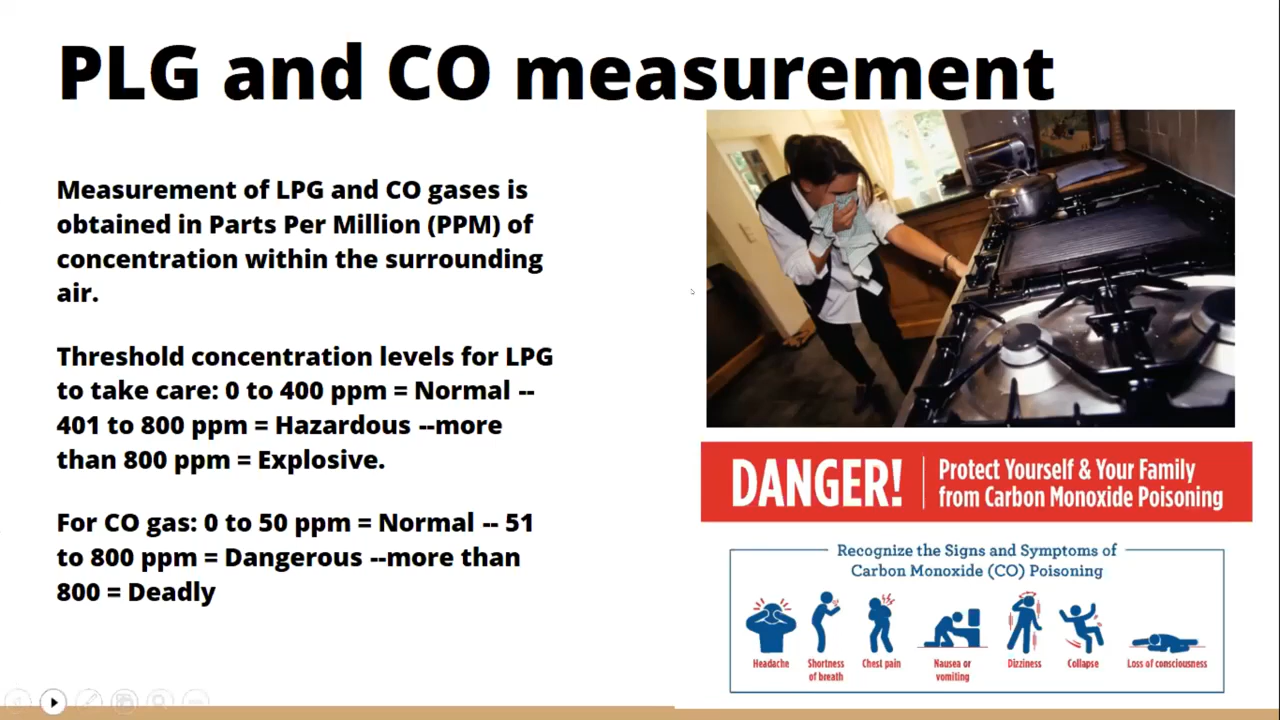 PLG and CO measurement
Measurement of LPG and CO gases is
obtained in Parts Per Million (PPM) of
concentration within the surrounding
air.
Threshold concentration levels for LPG
to take care: 0 to 400 ppm = Normal --
401 to 800 ppm = Hazardous --more
than 800 ppm = Explosive.
For CO gas: 0 to 50 ppm = Normal -- 51
to 800 ppm = Dangerous --more than
800 = Deadly
DANGER!
Protect Yourself & Your Family
from Carbon Monoxide Poisoning
Recognize the Signs and Symptoms of
Carbon Monoxide (CO) Poisoning
Headache
Shortness
of breath
Chest pain
Nausea or
vomiting
Dizziness
Collapse
Loss of consciousness